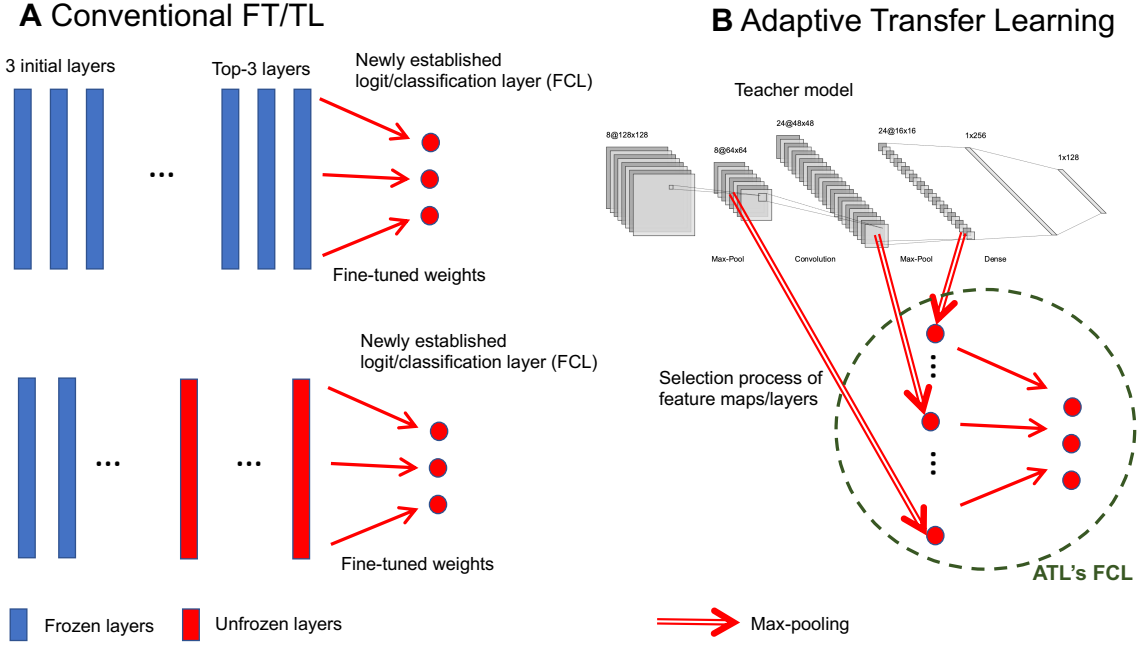 A Conventional FT/TL
3 initial layers
Top-3 layers
Newly established
logit/classification layer (FCL)
...
Fine-tuned weights
Newly established
logit/classification layer (FCL)
...
...
Fine-tuned weights
Frozen layers
Unfrozen layers
B Adaptive Transfer Learning
Teacher model
8@128x128
8@64x64
24@48x48
24@16x16
1x256
1x128
Max-Pool
Convolution
Max-Pool
Dense
Selection process of
feature maps/layers
ATL's FCL
Max-pooling